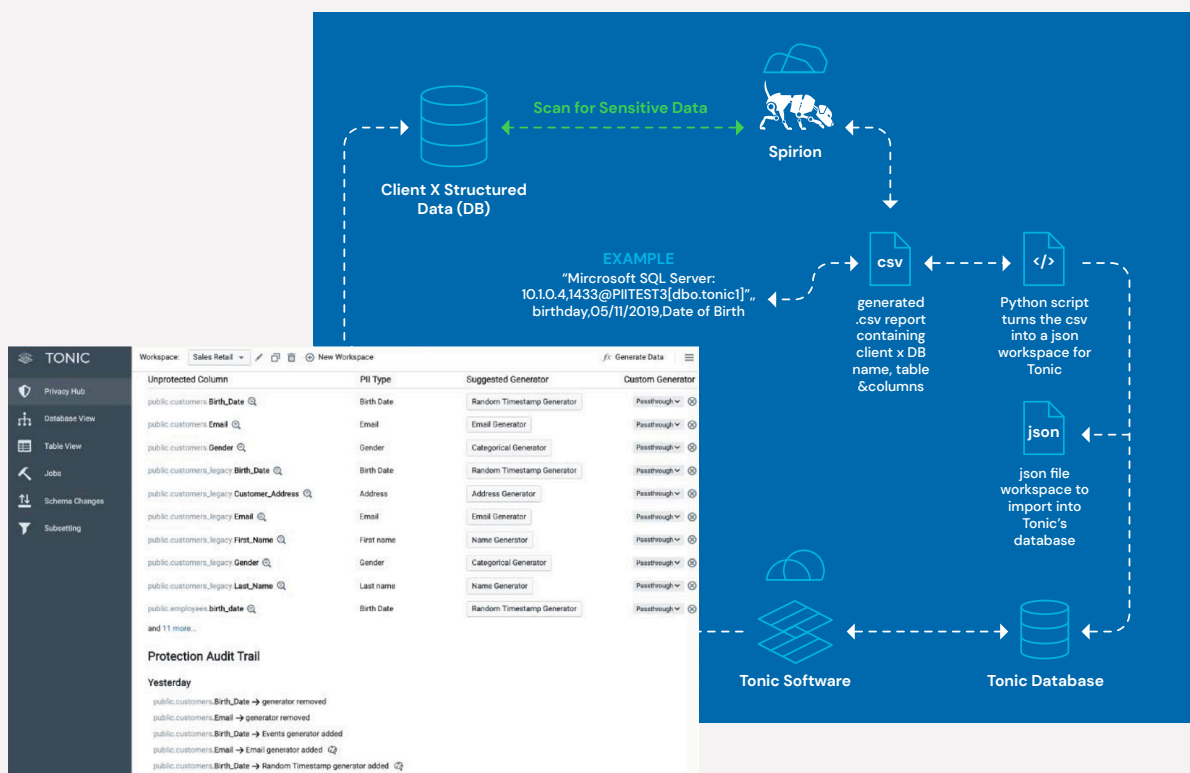 Scan for Sensitive Data
Spirion
Client X Structured
Data (DB)
EXAMPLE
“Mircrosoft SQL Server:
10.1.0.4,1433@PIITEST3[dbo.tonic1]”,,
birthday,05/11/2019,Date of Birth
csv
generated
.csv report
containing
client x DB
name, table
&columns
</>
Python script
turns the csv
into a json
workspace for
Tonic
json
json file
workspace to
import into
Tonic’s
database
Tonic Software
Tonic Database
TONIC
Privacy Hub
Database View
Table View
Jobs
Schema Changes
Subsetting
Workspace: Sales Retail New Workspace Generate Data
Unprotected Column PII Type Suggested Generator Custom Generator
public.customers.Birth_Date Birth Date Random Timestamp Generator Passthrough
public.customers.Email Email Email Generator Passthrough
public.customers.Gender Gender Categorical Generator Passthrough
public.customers_legacy.Birth_Date Birth Date Random Timestamp Generator Passthrough
public.customers_legacy.Customer_Address Address Address Generator Passthrough
public.customers_legacy.Email Email Email Generator Passthrough
public.customers_legacy.First_Name First name Name Generator Passthrough
public.customers_legacy.Gender Gender Categorical Generator Passthrough
public.customers_legacy.Last_Name Last name Name Generator Passthrough
public.employees.birth_date Birth Date Random Timestamp Generator Passthrough
and 11 more...
Protection Audit Trail
Yesterday
public.customers.Birth_Date → generator removed
public.customers.Email → generator removed
public.customers.Birth_Date → Events generator added
public.customers.Email → Email generator added
public.customers.Birth_Date → Random Timestamp generator added